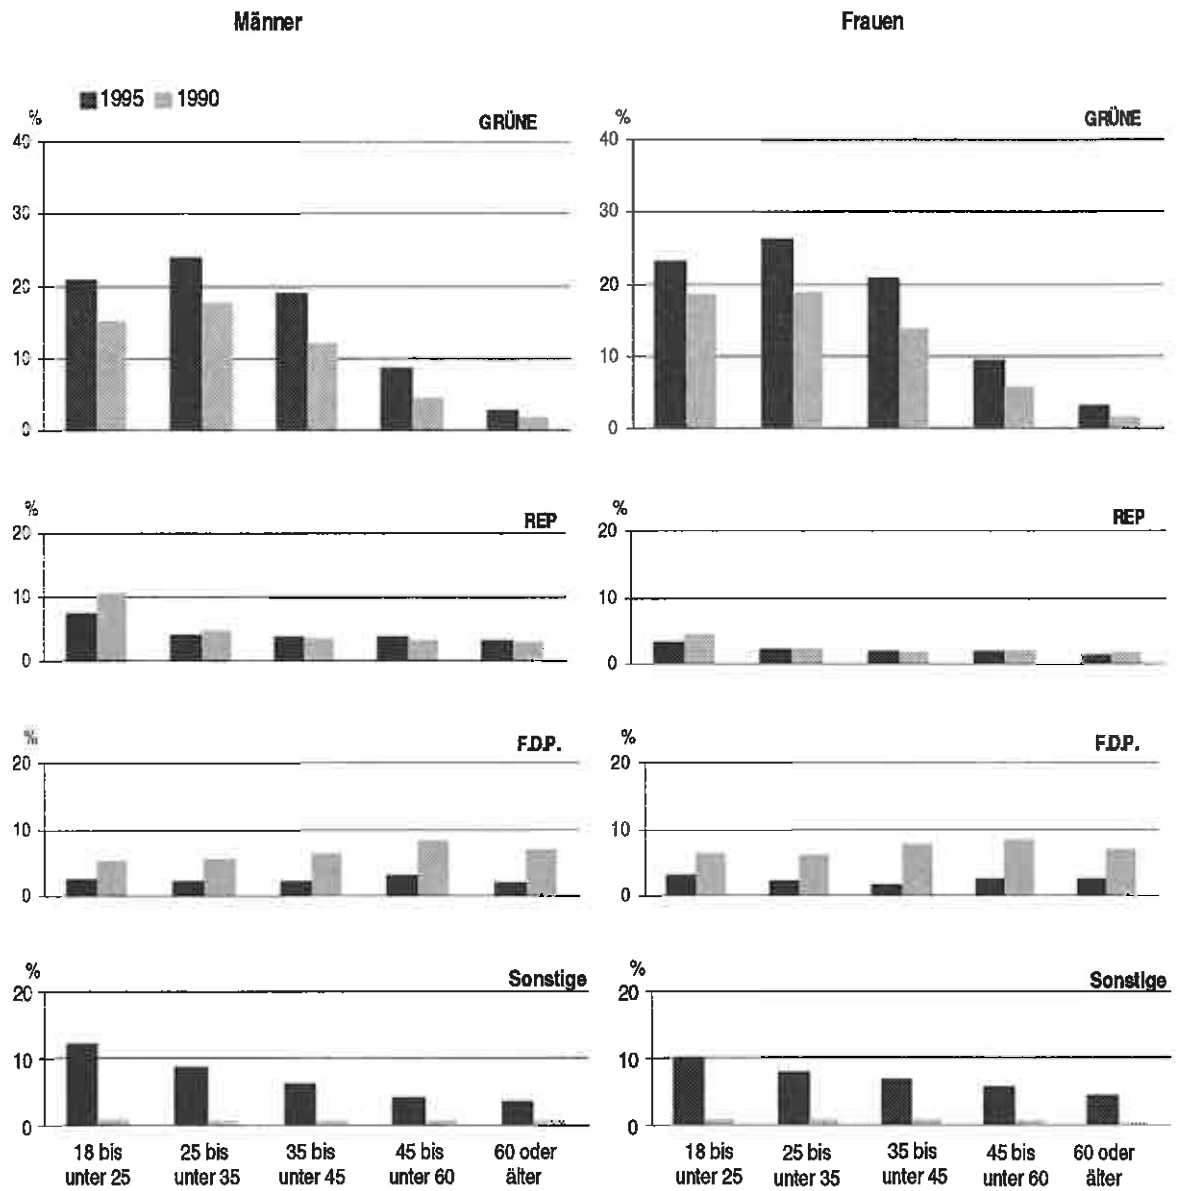 Männer
Frauen
1995 1990
%
GRÜNE
40
30
20
10
0
%
GRÜNE
40
30
20
10
0
%
REP
20
10
0
%
REP
20
10
0
%
F.D.P.
20
10
0
%
F.D.P.
20
10
0
%
Sonstige
20
10
0
18 bis
unter 25
25 bis
unter 35
35 bis
unter 45
45 bis
unter 60
60 oder
älter
%
Sonstige
20
10
0
18 bis
unter 25
25 bis
unter 35
35 bis
unter 45
45 bis
unter 60
60 oder
älter